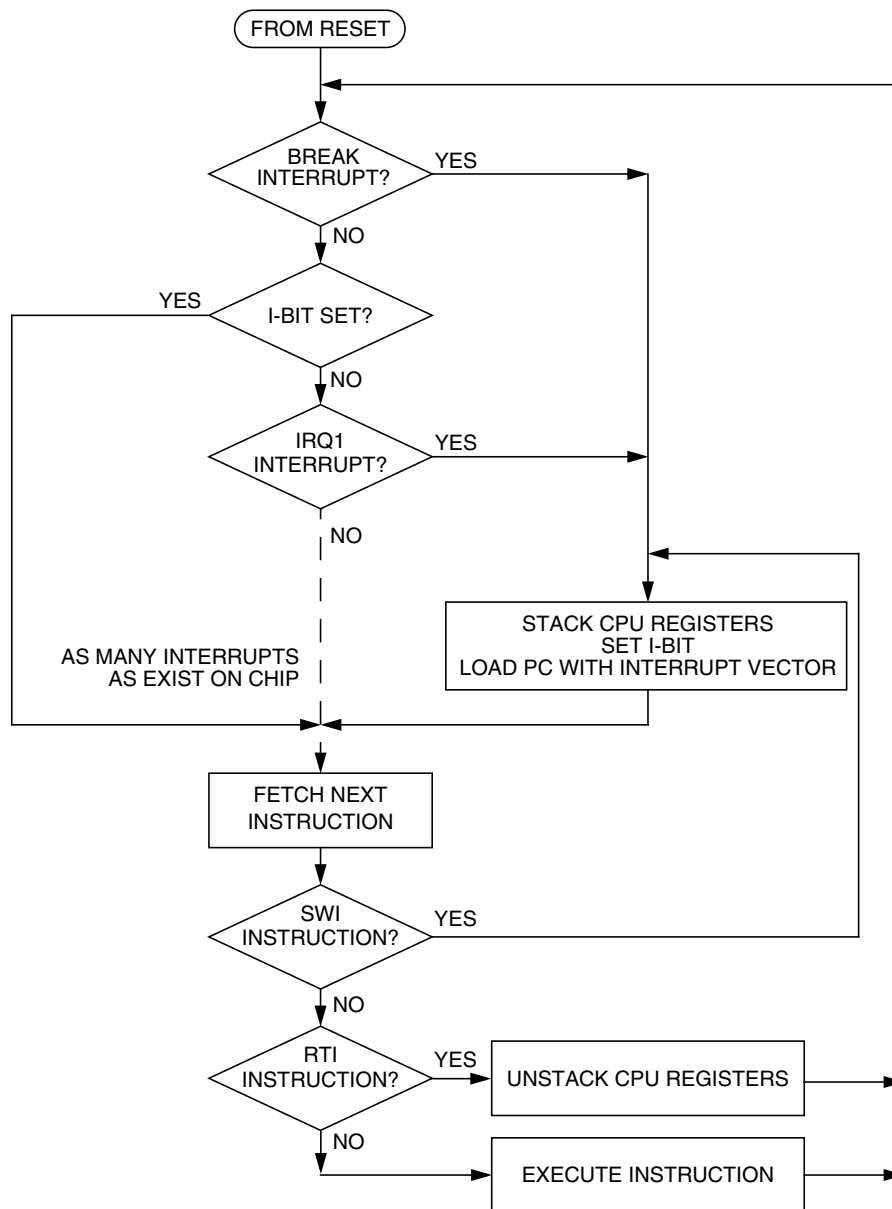 FROM RESET
BREAK
INTERRUPT?
YES
NO
YES
I-BIT SET?
NO
IRQ1
INTERRUPT?
YES
NO
STACK CPU REGISTERS
SET I-BIT
LOAD PC WITH INTERRUPT VECTOR
AS MANY INTERRUPTS
AS EXIST ON CHIP
FETCH NEXT
INSTRUCTION
SWI
INSTRUCTION?
YES
NO
RTI
INSTRUCTION?
YES
UNSTACK CPU REGISTERS
NO
EXECUTE INSTRUCTION